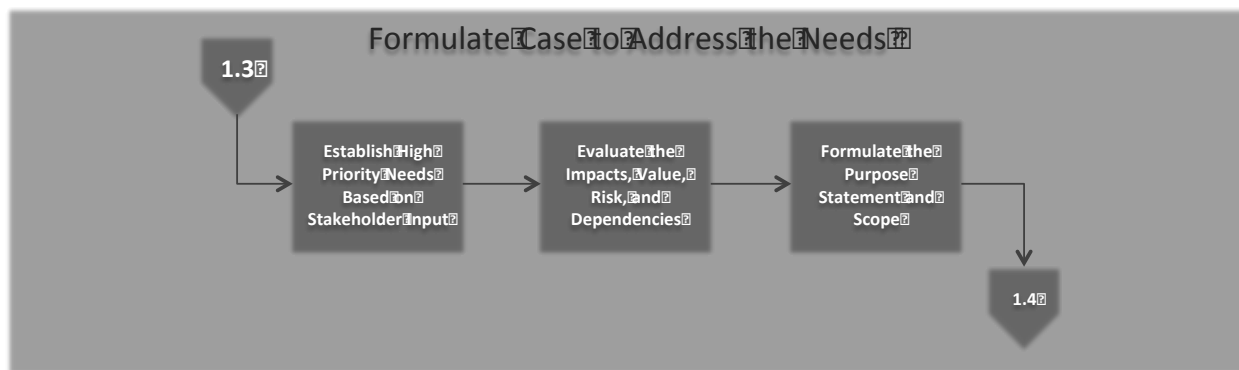 Formulate Case to Address the Needs
1.3
Establish High
Priority Needs
Based on
Stakeholder Input
Evaluate the
Impacts, Value,
Risk, and
Dependencies
Formulate the
Purpose
Statement and
Scope
1.4